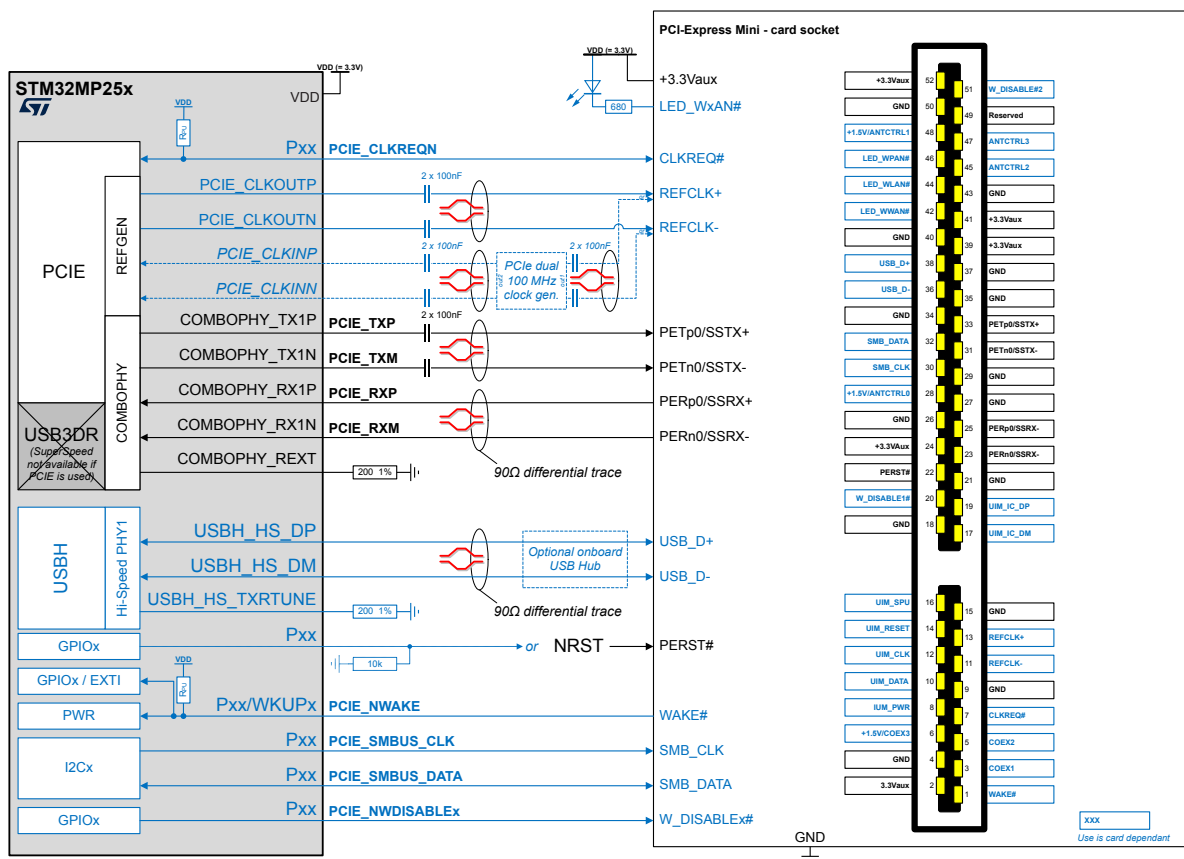 PCI-Express Mini - card socket
VDD (= 3.3V)
VDD (= 3.3V)
STM32MP25x
ST
VDD
+3.3Vaux
680
LED_WxAN#
VDD
RPU
Pxx
PCIE_CLKREQN
CLKREQ#
PCIE
REFGEN
PCIE_CLKOUTP
2 x 100nF
REFCLK+
or
PCIE_CLKOUTN
REFCLK-
or
PCIE_CLKINP
2 x 100nF
2 x 100nF
PCIE_CLKINN
out2
PCIe dual
100 MHz
clock gen.
out1
COMBOPHY
COMBOPHY_TX1P
PCIE_TXP
2 x 100nF
PETp0/SSTX+
COMBOPHY_TX1N
PCIE_TXM
PETn0/SSTX-
COMBOPHY_RX1P
PCIE_RXP
PERp0/SSRX+
COMBOPHY_RX1N
PCIE_RXM
PERn0/SSRX-
USB3DR
(SuperSpeed
not available if
PCIE is used)
COMBOPHY_REXT
200 1%
90Ω differential trace
USBH
Hi-Speed PHY1
USBH_HS_DP
USB_D+
Optional onboard
USB Hub
USBH_HS_DM
USB_D-
USBH_HS_TXRTUNE
200 1%
90Ω differential trace
GPIOx
Pxx
10k
or
NRST
PERST#
VDD
RPU
GPIOx / EXTI
PWR
Pxx/WKUPx
PCIE_NWAKE
WAKE#
I2Cx
Pxx
PCIE_SMBUS_CLK
SMB_CLK
Pxx
PCIE_SMBUS_DATA
SMB_DATA
GPIOx
Pxx
PCIE_NWDISABLEx
W_DISABLEx#
GND
+3.3Vaux 52
51 W_DISABLE#2
GND 50
49 Reserved
+1.5V/ANTCTRL1 48
47 ANTCTRL3
LED_WPAN# 46
45 ANTCTRL2
LED_WLAN# 44
43 GND
LED_WWAN# 42
41 +3.3Vaux
GND 40
39 +3.3Vaux
USB_D+ 38
37 GND
USB_D- 36
35 GND
GND 34
33 PETp0/SSTX+
SMB_DATA 32
31 PETn0/SSTX-
SMB_CLK 30
29 GND
+1.5V/ANTCTRL0 28
27 GND
GND 26
25 PERp0/SSRX-
+3.3VAux 24
23 PERn0/SSRX-
PERST# 22
21 GND
W_DISABLE1# 20
19 UIM_IC_DP
GND 18
17 UIM_IC_DM
UIM_SPU 16
15 GND
UIM_RESET 14
13 REFCLK+
UIM_CLK 12
11 REFCLK-
UIM_DATA 10
9 GND
IUM_PWR 8
7 CLKREQ#
+1.5V/COEX3 6
5 COEX2
GND 4
3 COEX1
3.3Vaux 2
1 WAKE#
xxx
Use is card dependant